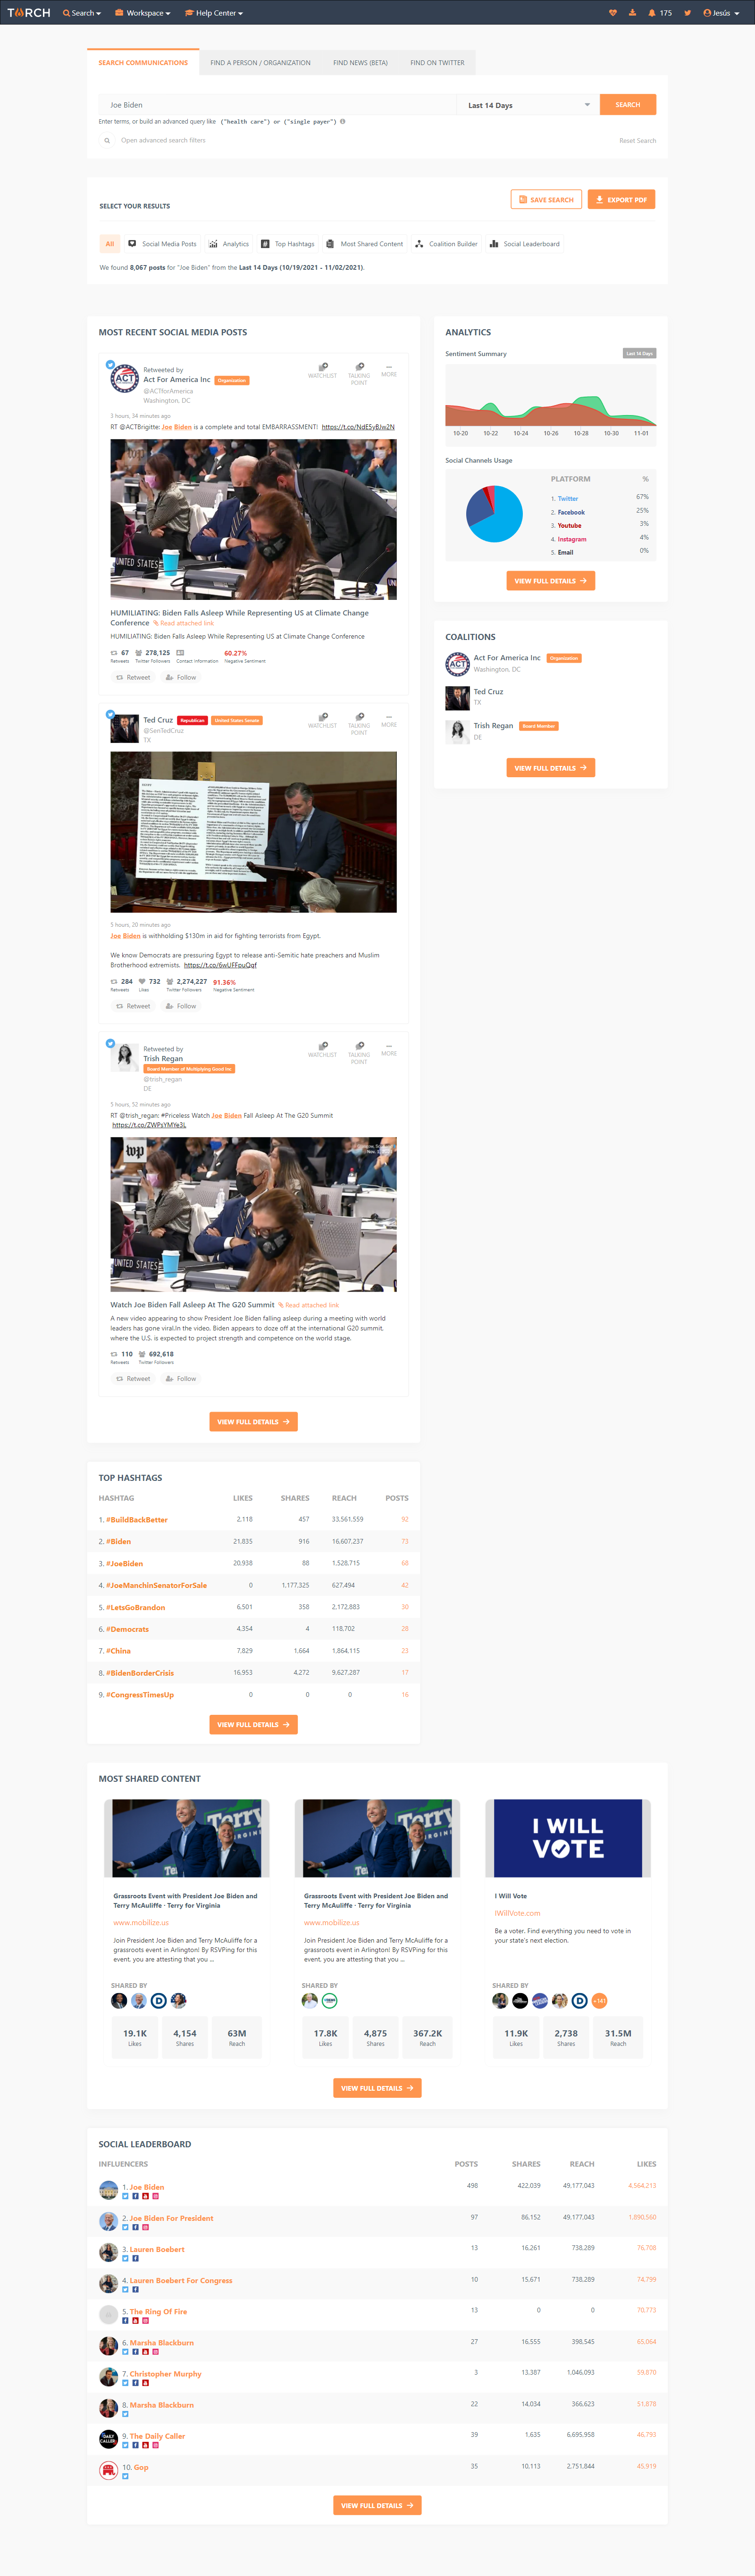 TORCH Search Workspace Help Center 175 Jesús
SEARCH COMMUNICATIONS FIND A PERSON / ORGANIZATION FIND NEWS (BETA) FIND ON TWITTER
Joe Biden Last 14 Days SEARCH
Enter terms, or build an advanced query like ("health care") or ("single payer")
Open advanced search filters Reset Search
SELECT YOUR RESULTS SAVE SEARCH EXPORT PDF
All Social Media Posts Analytics Top Hashtags Most Shared Content Coalition Builder Social Leaderboard
We found 8,067 posts for "Joe Biden" from the Last 14 Days (10/19/2021 - 11/02/2021).
MOST RECENT SOCIAL MEDIA POSTS
Retweeted by
Act For America Inc Organization
@ACTforAmerica
Washington, DC
WATCHLIST TALKING POINT MORE
3 hours, 34 minutes ago
RT @ACTBrigitte: Joe Biden is a complete and total EMBARRASSMENT! https://t.co/NdE5yBJw2N
UNITED STATES
HUMILIATING: Biden Falls Asleep While Representing US at Climate Change
Conference Read attached link
HUMILIATING: Biden Falls Asleep While Representing US at Climate Change Conference
67 278,125 60.27%
Retweets Twitter Followers Contact Information Negative Sentiment
Retweet Follow
Ted Cruz Republican United States Senate
@SenTedCruz
TX
WATCHLIST TALKING POINT MORE
5 hours, 20 minutes ago
Joe Biden is withholding $130m in aid for fighting terrorists from Egypt.
We know Democrats are pressuring Egypt to release anti-Semitic hate preachers and Muslim
Brotherhood extremists. https://t.co/6wUFFouQqf
284 732 2,274,227 91.36%
Retweets Likes Twitter Followers Negative Sentiment
Retweet Follow
Retweeted by
Trish Regan
Board Member of Multiplying Good Inc
@trish_regan
DE
WATCHLIST TALKING POINT MORE
5 hours, 52 minutes ago
RT @trish_regan: #Priceless Watch Joe Biden Fall Asleep At The G20 Summit
https://t.co/ZWPsYMYe3L
wp
UNITED STATES
Watch Joe Biden Fall Asleep At The G20 Summit Read attached link
A new video appearing to show President Joe Biden falling asleep during a meeting with world
leaders has gone viral.In the video, Biden appears to doze off at the international G20 summit,
where the U.S. is expected to project strength and competence on the world stage.
110 692,618
Retweets Twitter Followers
Retweet Follow
VIEW FULL DETAILS
ANALYTICS
Sentiment Summary Last 14 Days
10-20 10-22 10-24 10-26 10-28 10-30 11-01
Social Channels Usage
PLATFORM %
1. Twitter 67%
2. Facebook 25%
3. Youtube 3%
4. Instagram 4%
5. Email 0%
VIEW FULL DETAILS
COALITIONS
Act For America Inc Organization
Washington, DC
Ted Cruz
TX
Trish Regan Board Member
DE
VIEW FULL DETAILS
TOP HASHTAGS
HASHTAG LIKES SHARES REACH POSTS
1. #BuildBackBetter 2,118 457 33,561,559 92
2. #Biden 21,835 916 16,607,237 73
3. #JoeBiden 20,938 88 1,528,715 68
4. #JoeManchinSenatorForSale 0 1,177,325 627,494 42
5. #LetsGoBrandon 6,501 358 2,172,883 30
6. #Democrats 4,354 4 118,702 28
7. #China 7,829 1,664 1,864,115 23
8. #BidenBorderCrisis 16,953 4,272 9,627,287 17
9. #CongressTimesUp 0 0 0 16
VIEW FULL DETAILS
MOST SHARED CONTENT
Grassroots Event with President Joe Biden and
Terry McAuliffe · Terry for Virginia
www.mobilize.us
Join President Joe Biden and Terry McAuliffe for a
grassroots event in Arlington! By RSVPing for this
event, you are attesting that you ...
SHARED BY
19.1K 4,154 63M
Likes Shares Reach
Grassroots Event with President Joe Biden and
Terry McAuliffe · Terry for Virginia
www.mobilize.us
Join President Joe Biden and Terry McAuliffe for a
grassroots event in Arlington! By RSVPing for this
event, you are attesting that you ...
SHARED BY
17.8K 4,875 367.2K
Likes Shares Reach
I WILL
VOTE
I Will Vote
IWillVote.com
Be a voter. Find everything you need to vote in
your state's next election.
SHARED BY
+141
11.9K 2,738 31.5M
Likes Shares Reach
VIEW FULL DETAILS
SOCIAL LEADERBOARD
INFLUENCERS POSTS SHARES REACH LIKES
1. Joe Biden 498 422,039 49,177,043 4,564,213
2. Joe Biden For President 97 86,152 49,177,043 1,890,560
3. Lauren Boebert 13 16,261 738,289 76,708
4. Lauren Boebert For Congress 10 15,671 738,289 74,799
5. The Ring Of Fire 13 0 0 70,773
6. Marsha Blackburn 27 16,555 398,545 65,064
7. Christopher Murphy 3 13,387 1,046,093 59,870
8. Marsha Blackburn 22 14,034 366,623 51,878
9. The Daily Caller 39 1,635 6,695,958 46,793
10. Gop 35 10,113 2,751,844 45,919
VIEW FULL DETAILS